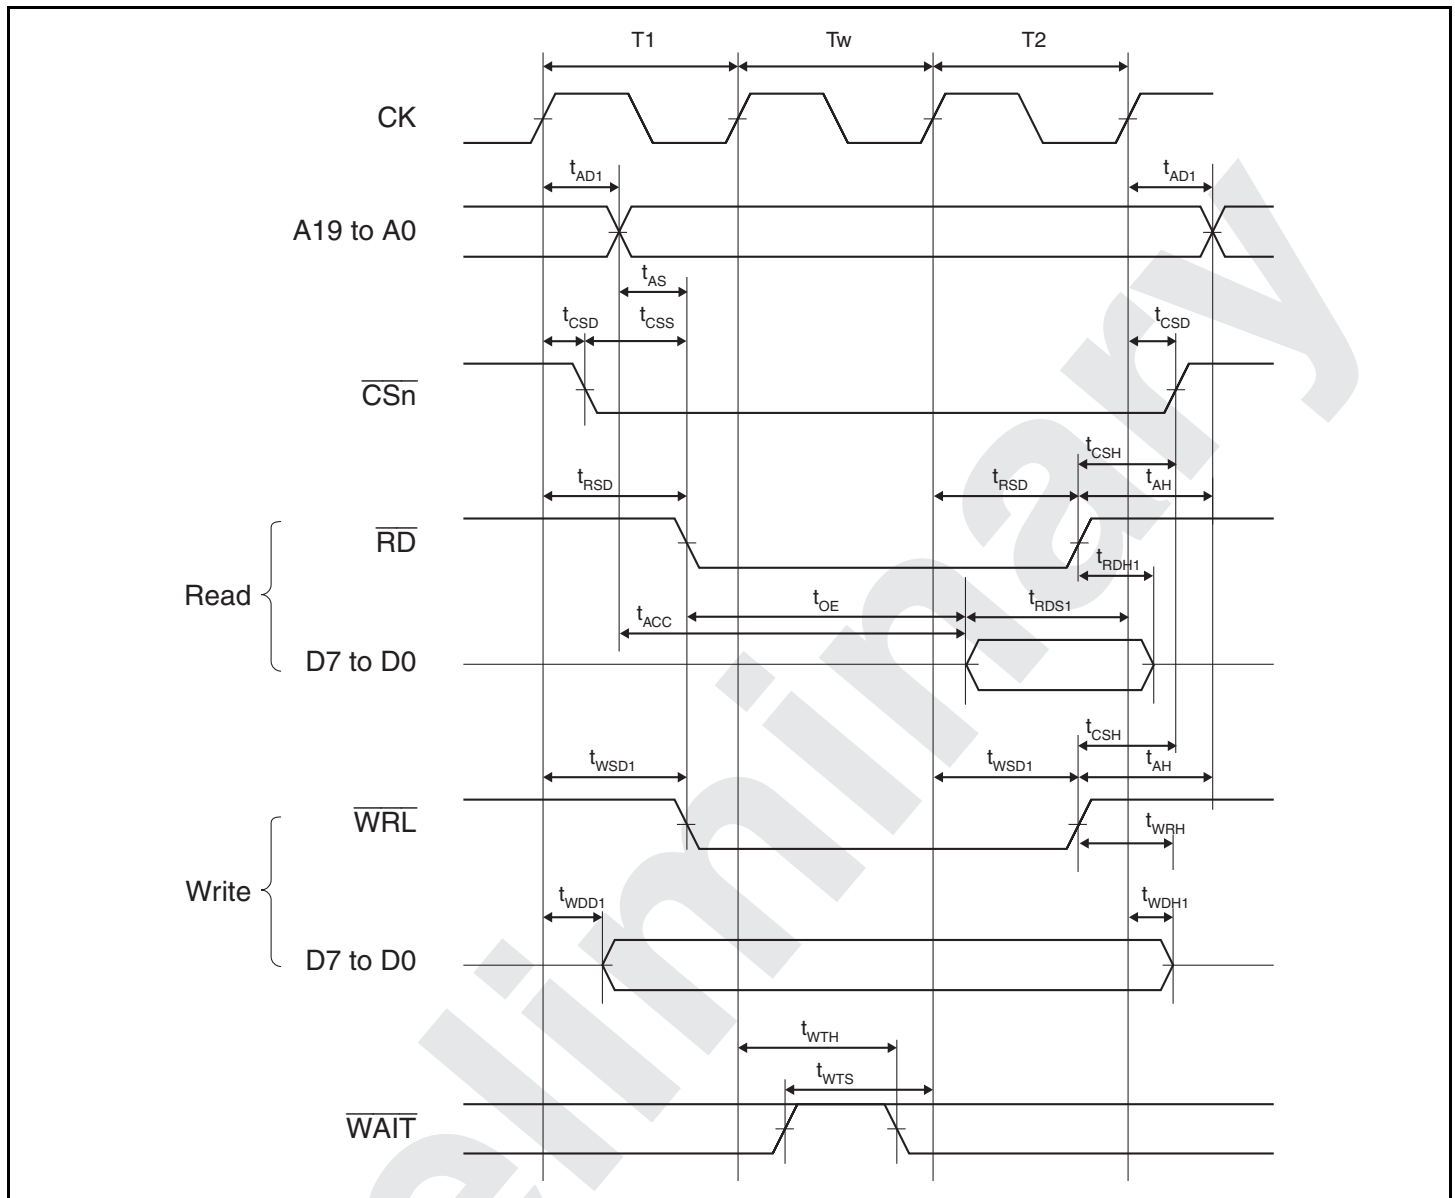 T1 Tw T2
CK
tAD1 tAD1
A19 to A0
tAS
tCSD tCSS tCSD
CSn
tCSH
tRSD tRSD tAH
RD
tRDH1
Read
tOE tRDS1
tACC
D7 to D0
tCSH
tWSD1 tWSD1 tAH
WRL
tWRH
Write
tWDD1 tWDH1
D7 to D0
tWTH
tWTS
WAIT
eliminary